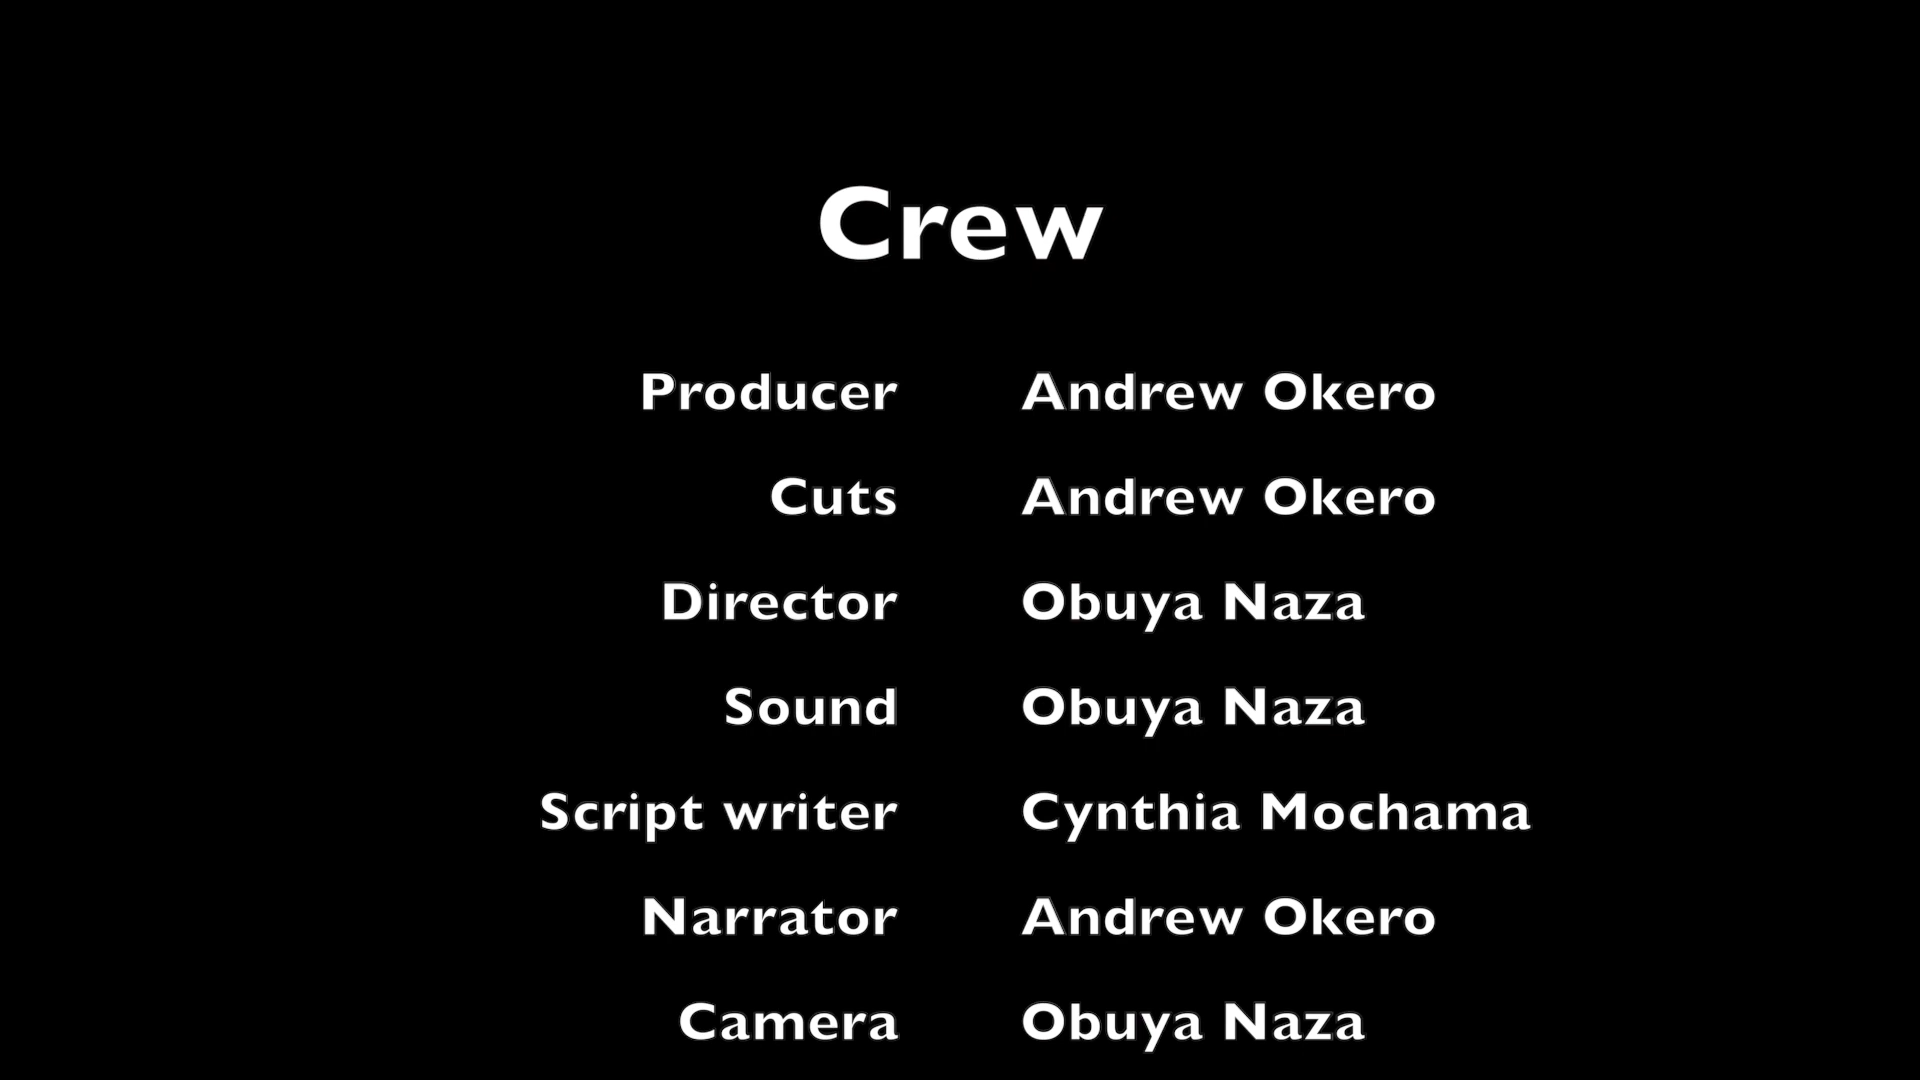 Crew
Producer Andrew Okero
Cuts Andrew Okero
Director Obuya Naza
Sound Obuya Naza
Script writer Cynthia Mochama
Narrator Andrew Okero
Camera Obuya Naza